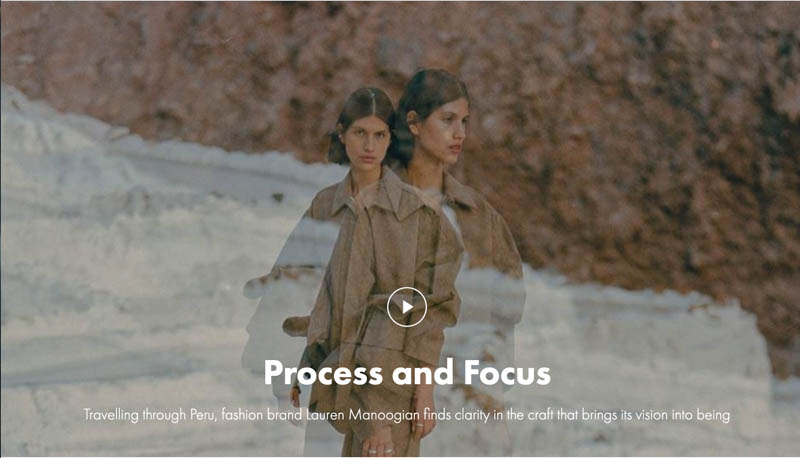 Process and Focus
Travelling through Peru, fashion brand Lauren Manoogian finds clarity in the craft that brings its vision into being